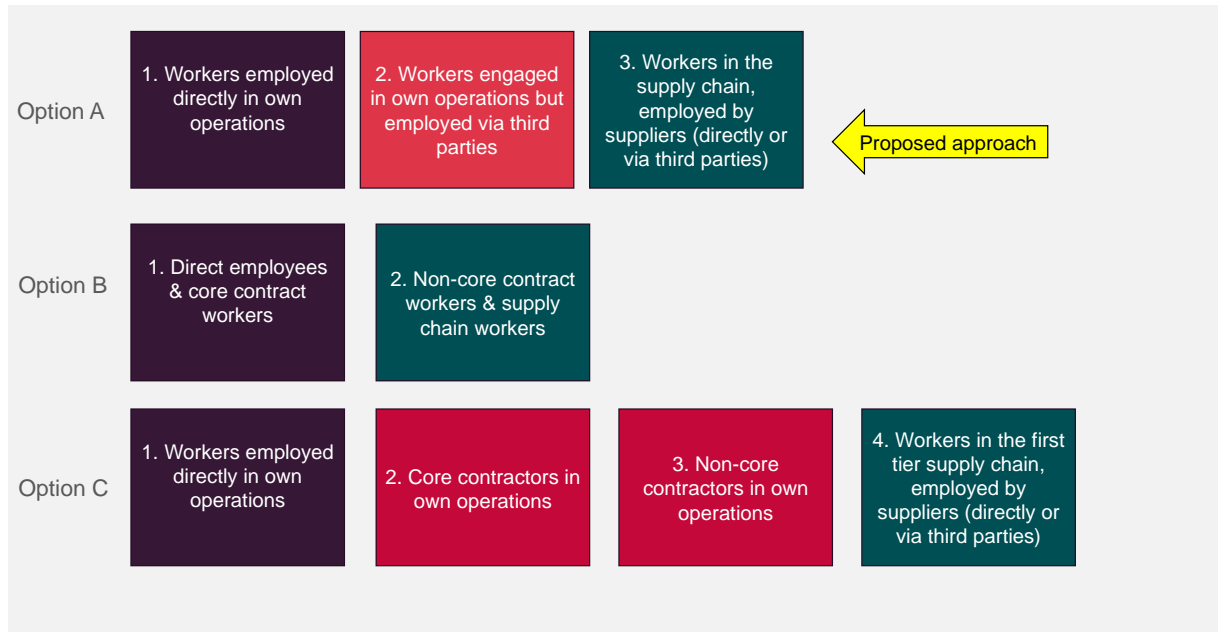 Option A
1. Workers employed
directly in own
operations
2. Workers engaged
in own operations but
employed via third
parties
3. Workers in the
supply chain,
employed by
suppliers (directly or
via third parties)
Proposed approach
Option B
1. Direct employees
& core contract
workers
2. Non-core contract
workers & supply
chain workers
Option C
1. Workers employed
directly in own
operations
2. Core contractors in
own operations
3. Non-core
contractors in own
operations
4. Workers in the first
tier supply chain,
employed by
suppliers (directly or
via third parties)